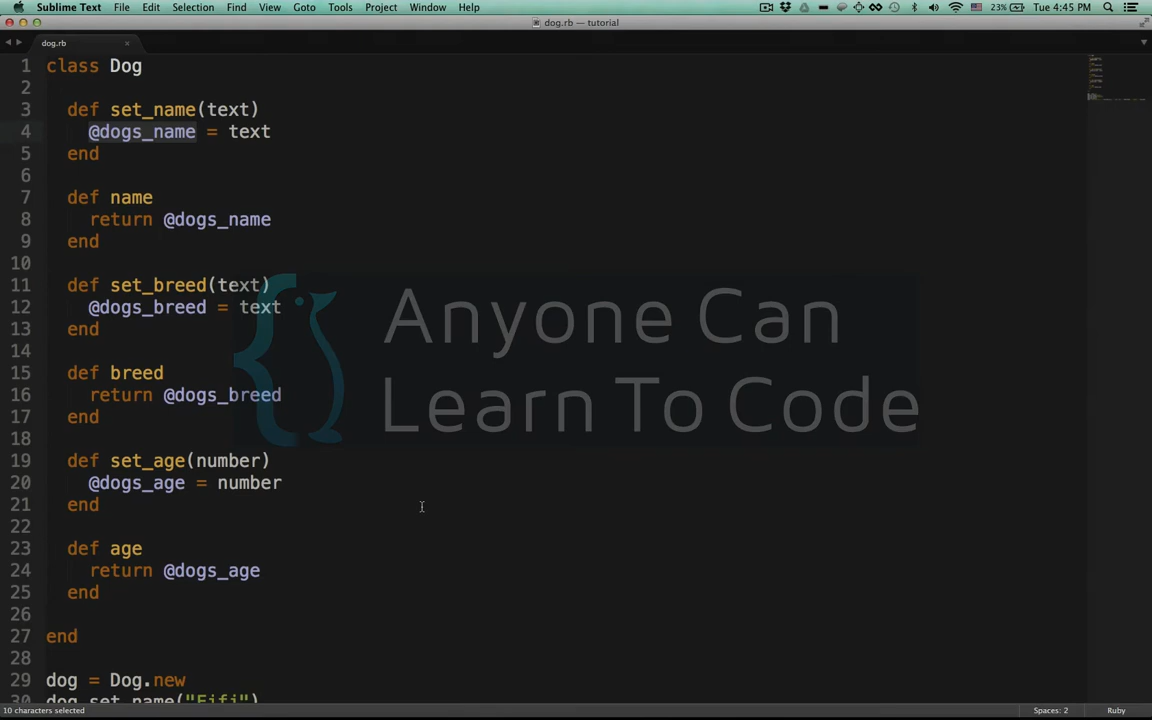 Sublime Text File Edit Selection Find View Goto Tools Project Window Help 23% Tue 4:45 PM
dog.rb — tutorial
dog.rb ×
1 class Dog
2
3 def set_name(text)
4 @dogs_name = text
5 end
6
7 def name
8 return @dogs_name
9 end
10
11 def set_breed(text)
12 @dogs_breed = text
13 end
14
15 def breed
16 return @dogs_breed
17 end
18
19 def set_age(number)
20 @dogs_age = number
21 end
22
23 def age
24 return @dogs_age
25 end
26
27 end
28
29 dog = Dog.new
30 dog.set_name("Fifi")
Anyone Can
Learn To Code
10 characters selected Spaces: 2 Ruby